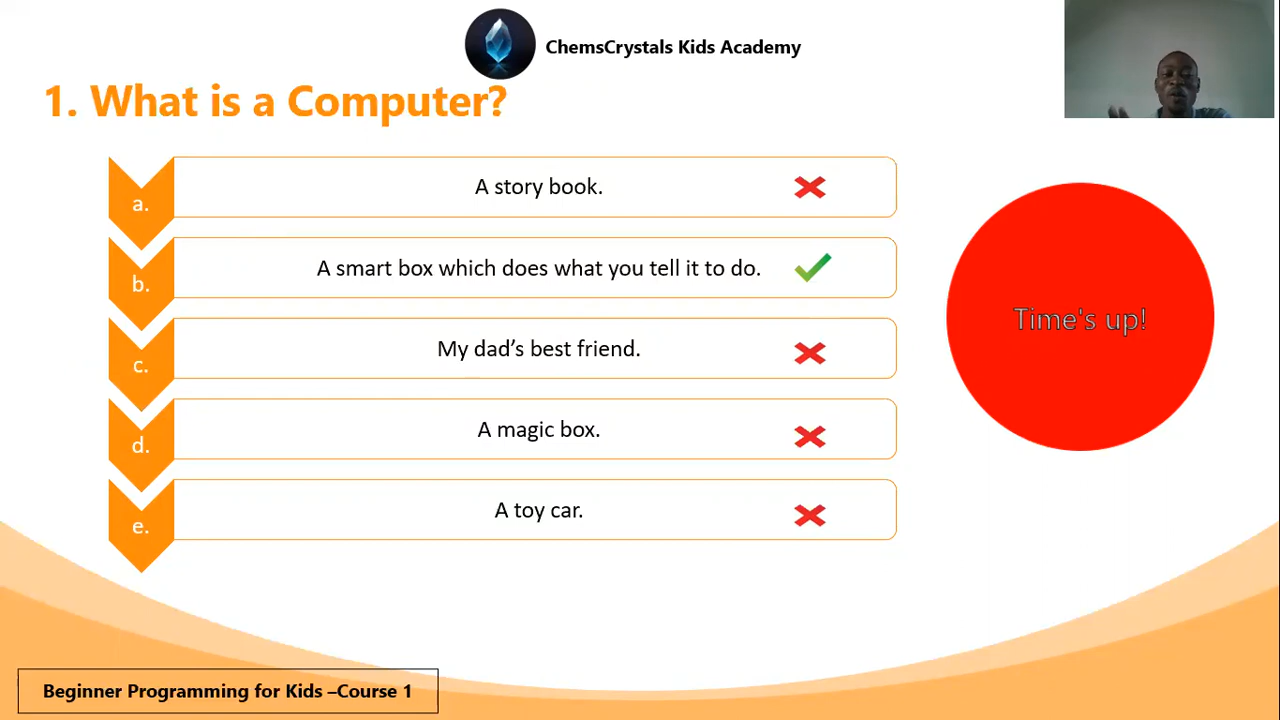 ChemsCrystals Kids Academy
1. What is a Computer?
a.
A story book.
b.
A smart box which does what you tell it to do.
c.
My dad’s best friend.
d.
A magic box.
e.
A toy car.
Time's up!
Beginner Programming for Kids –Course 1